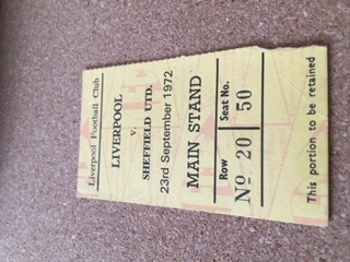 Liverpool Football Club
LIVERPOOL
v.
SHEFFIELD UTD.
23rd September 1972
MAIN STAND
Row Seat No.
Nº 20 50
This portion to be retained